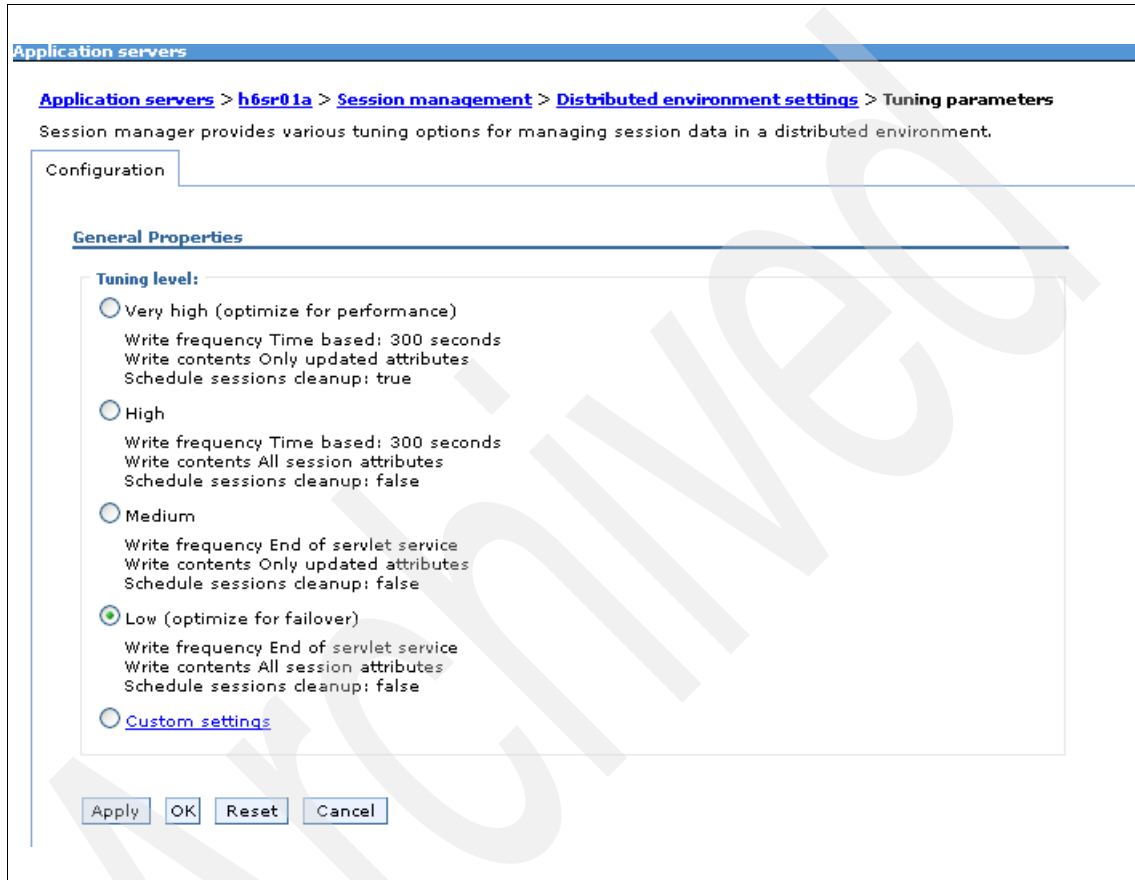 Application servers
Application servers > h6sr01a > Session management > Distributed environment settings > Tuning parameters
Session manager provides various tuning options for managing session data in a distributed environment.
Configuration
General Properties
Tuning level:
Very high (optimize for performance)
Write frequency Time based: 300 seconds
Write contents Only updated attributes
Schedule sessions cleanup: true
High
Write frequency Time based: 300 seconds
Write contents All session attributes
Schedule sessions cleanup: false
Medium
Write frequency End of servlet service
Write contents Only updated attributes
Schedule sessions cleanup: false
Low (optimize for failover)
Write frequency End of servlet service
Write contents All session attributes
Schedule sessions cleanup: false
Custom settings
Apply OK Reset Cancel
Archived